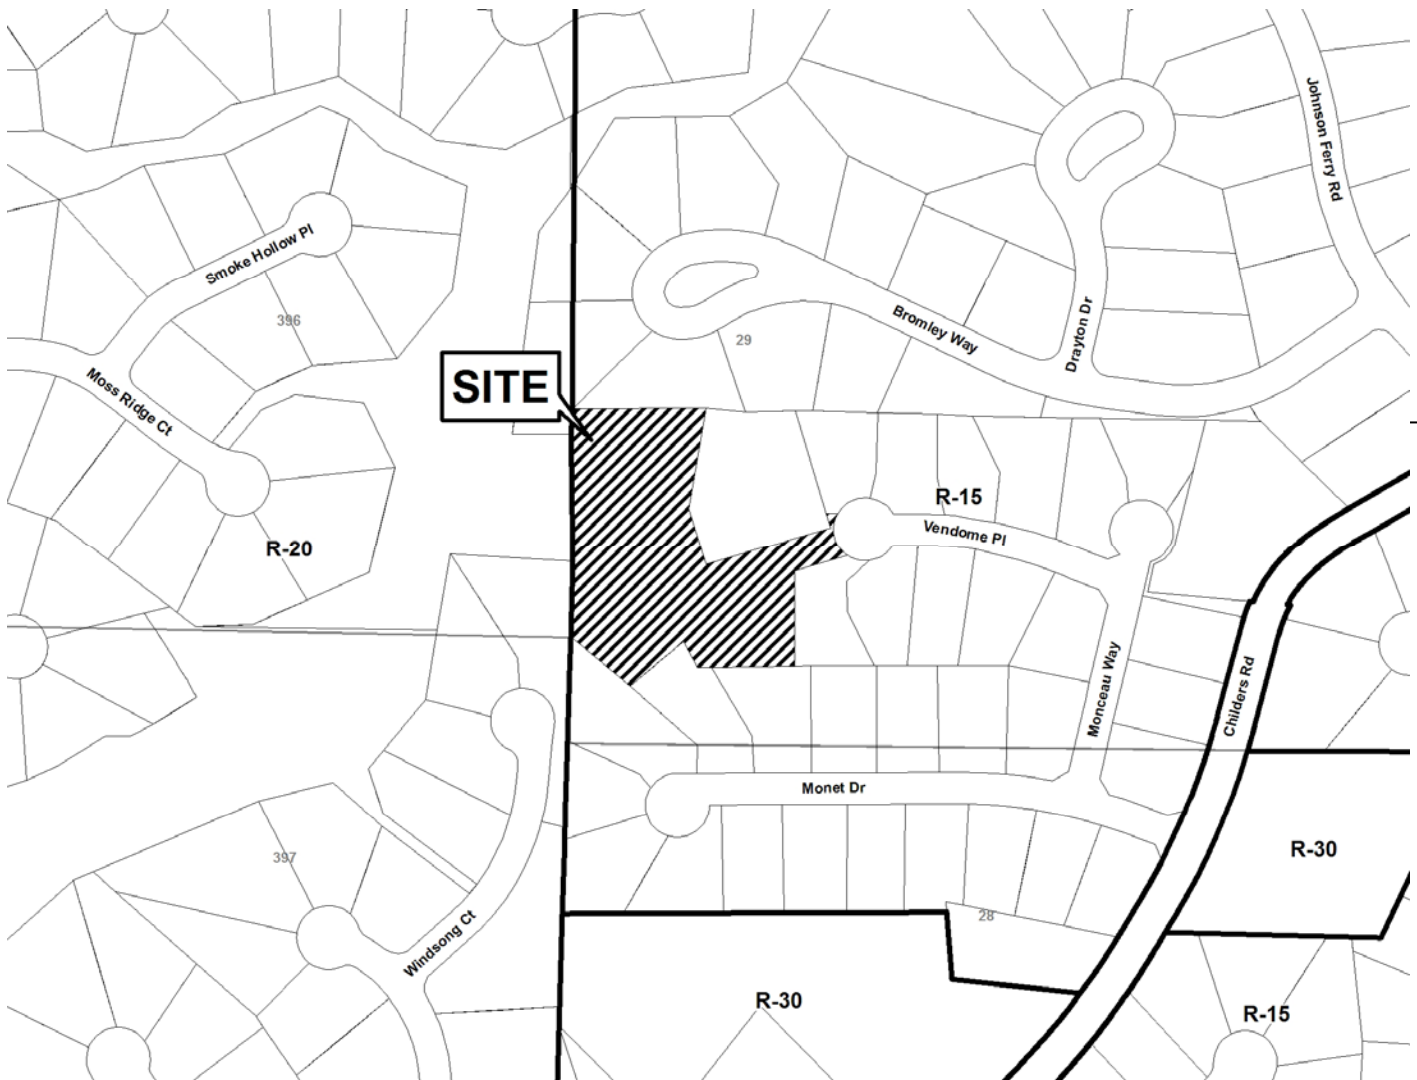 Johnson Ferry Rd
Smoke Hollow Pl
396
Bromley Way
Drayton Dr
29
SITE
Moss Ridge Ct
R-15
Vendome Pl
R-20
Monceau Way
Childers Rd
Monet Dr
R-30
397
28
Windsong Ct
R-30
R-15